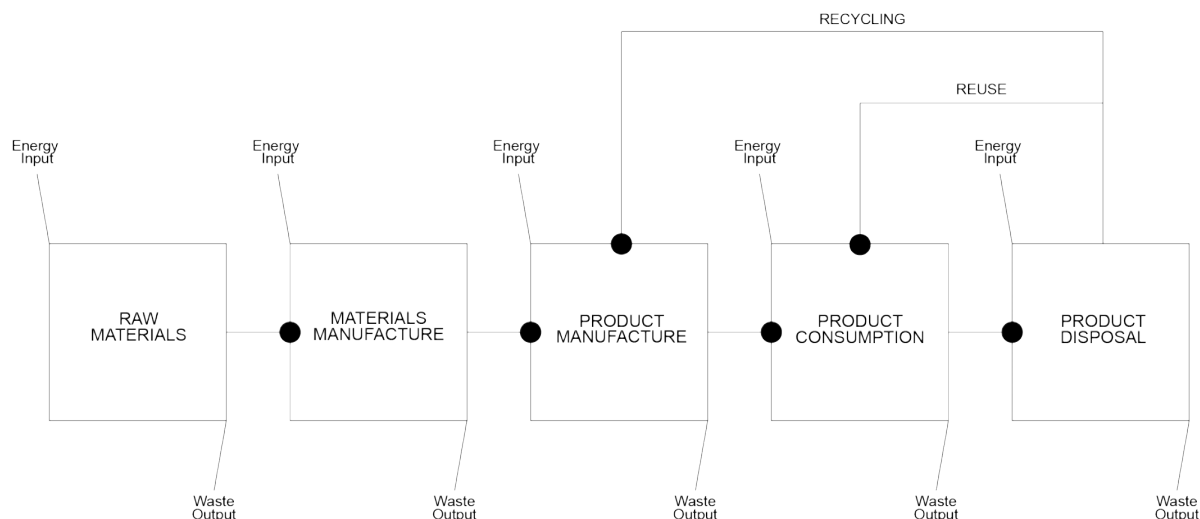 RECYCLING
REUSE
Energy
Input
Energy
Input
Energy
Input
Energy
Input
Energy
Input
RAW
MATERIALS
MATERIALS
MANUFACTURE
PRODUCT
MANUFACTURE
PRODUCT
CONSUMPTION
PRODUCT
DISPOSAL
Waste
Output
Waste
Output
Waste
Output
Waste
Output
Waste
Output